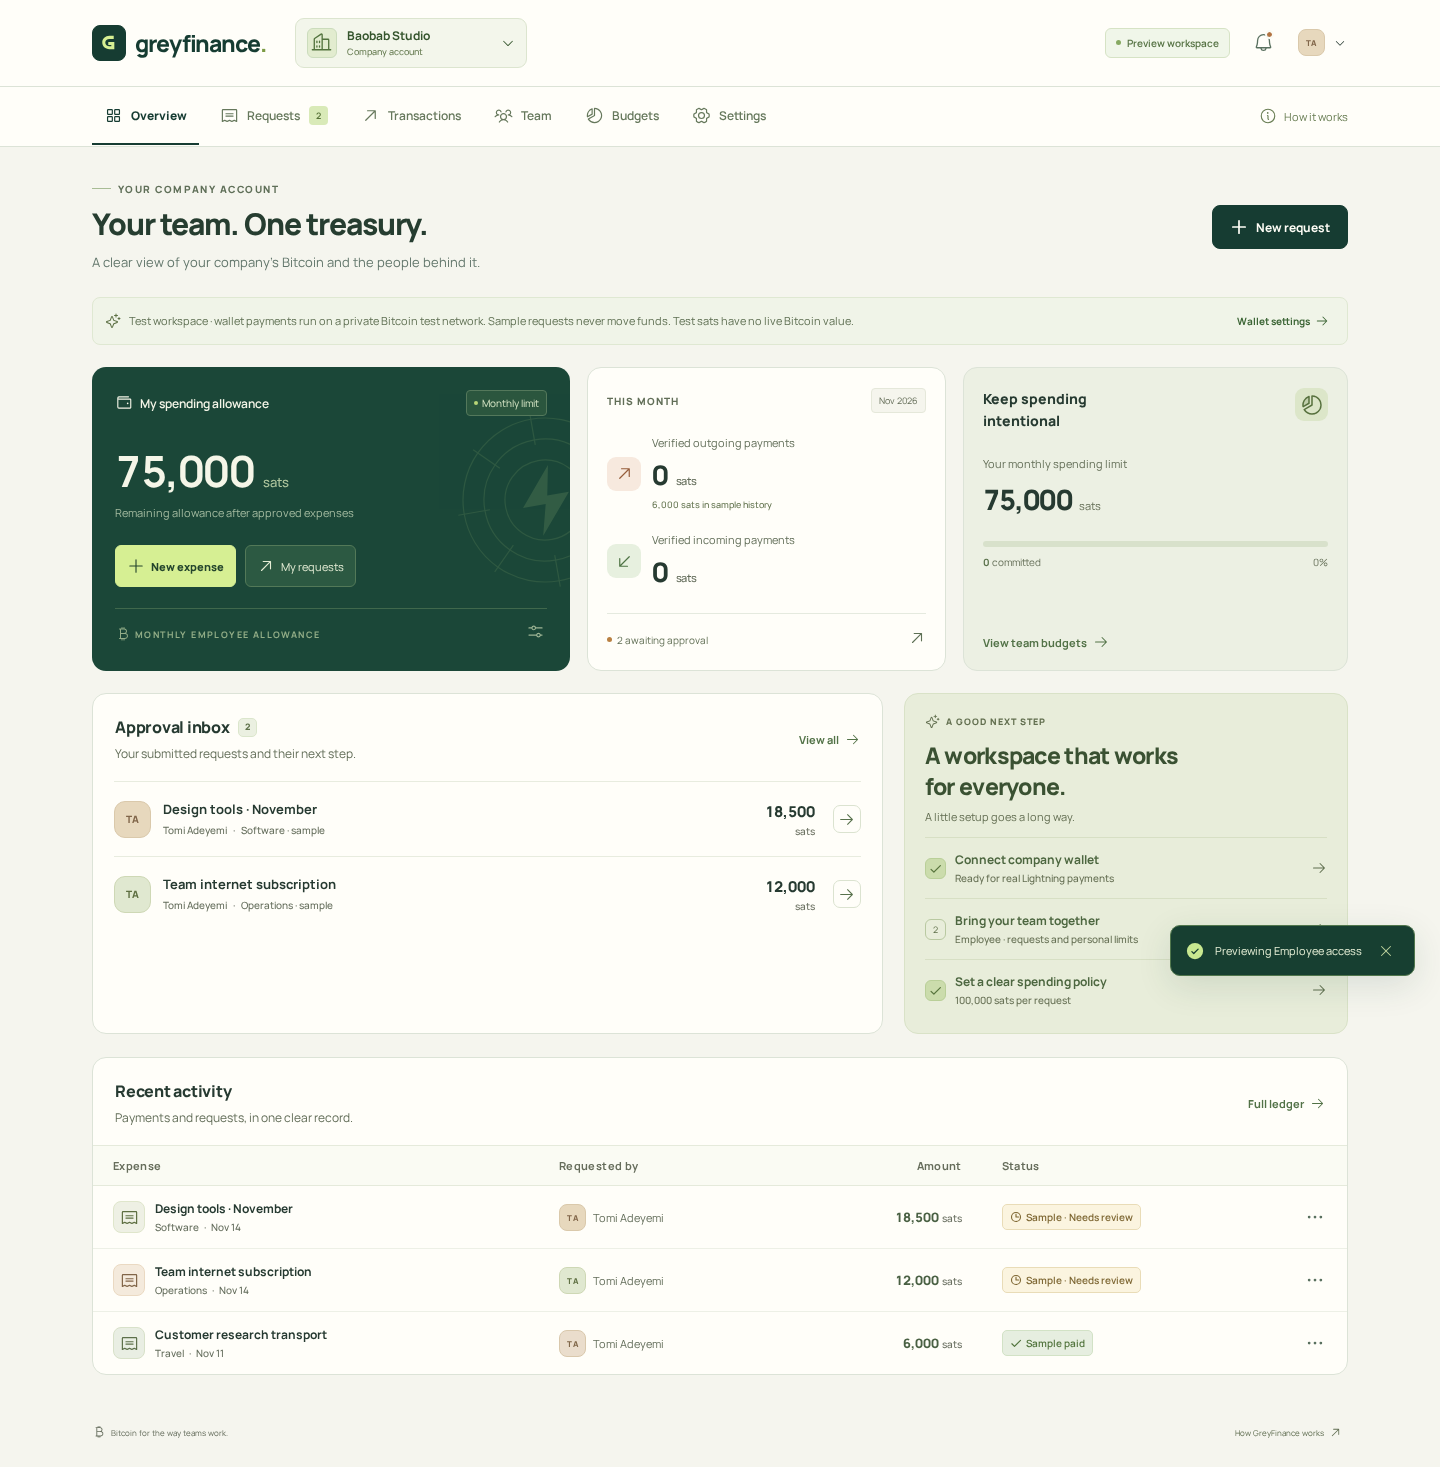 G greyfinance.
Baobab Studio
Company account
Preview workspace
TA
Overview
Requests 2
Transactions
Team
Budgets
Settings
How it works
YOUR COMPANY ACCOUNT
Your team. One treasury.
A clear view of your company's Bitcoin and the people behind it.
New request
Test workspace · wallet payments run on a private Bitcoin test network. Sample requests never move funds. Test sats have no live Bitcoin value.
Wallet settings
My spending allowance
Monthly limit
75,000 sats
Remaining allowance after approved expenses
New expense
My requests
MONTHLY EMPLOYEE ALLOWANCE
THIS MONTH
Nov 2026
Verified outgoing payments
0 sats
6,000 sats in sample history
Verified incoming payments
0 sats
2 awaiting approval
Keep spending
intentional
Your monthly spending limit
75,000 sats
0 committed
0%
View team budgets
Approval inbox 2
Your submitted requests and their next step.
View all
TA
Design tools · November
Tomi Adeyemi · Software · sample
18,500
sats
TA
Team internet subscription
Tomi Adeyemi · Operations · sample
12,000
sats
A GOOD NEXT STEP
A workspace that works
for everyone.
A little setup goes a long way.
Connect company wallet
Ready for real Lightning payments
2
Bring your team together
Employee · requests and personal limits
Set a clear spending policy
100,000 sats per request
Previewing Employee access
Recent activity
Payments and requests, in one clear record.
Full ledger
Expense Requested by Amount Status
Design tools · November
Software · Nov 14
TA Tomi Adeyemi
18,500 sats
Sample · Needs review
Team internet subscription
Operations · Nov 14
TA Tomi Adeyemi
12,000 sats
Sample · Needs review
Customer research transport
Travel · Nov 11
TA Tomi Adeyemi
6,000 sats
Sample paid
Bitcoin for the way teams work.
How GreyFinance works